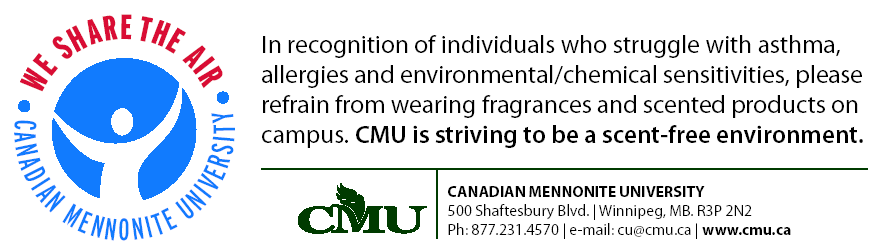 WE SHARE THE AIR
• CANADIAN MENNONITE UNIVERSITY •
In recognition of individuals who struggle with asthma,
allergies and environmental/chemical sensitivities, please
refrain from wearing fragrances and scented products on
campus. CMU is striving to be a scent-free environment.
CMU
CANADIAN MENNONITE UNIVERSITY
500 Shaftesbury Blvd. | Winnipeg, MB. R3P 2N2
Ph: 877.231.4570 | e-mail: cu@cmu.ca | www.cmu.ca